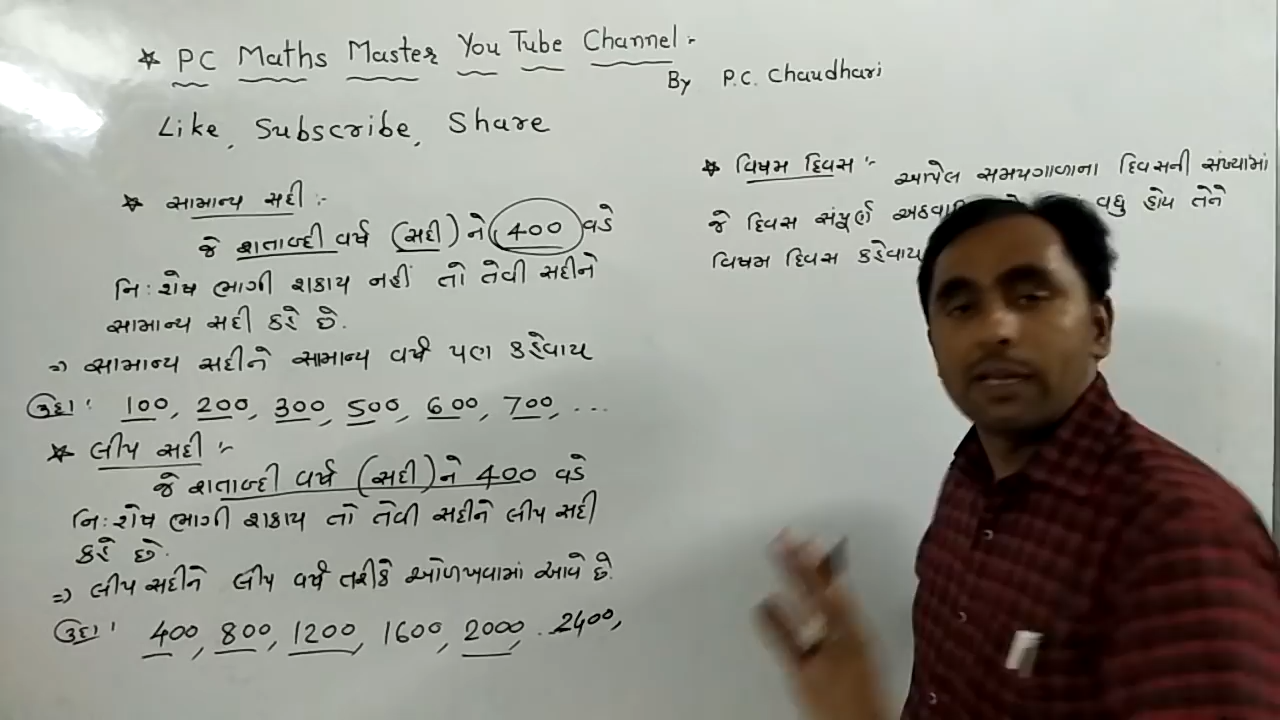 * PC Maths Master You Tube Channel :-
By P.C. Chaudhari
Like, Subscribe, Share
* સામાન્ય સદી :-
જે શતાબ્દી વર્ષ (સદી) ને 400 વડે
નિઃશેષ ભાગી શકાય નહીં તો તેવી સદીને
સામાન્ય સદી કહે છે.
=> સામાન્ય સદીને સામાન્ય વર્ષ પણ કહેવાય
ઉદા: 100, 200, 300, 500, 600, 700, ...
* લીપ સદી :-
જે શતાબ્દી વર્ષ (સદી) ને 400 વડે
નિઃશેષ ભાગી શકાય તો તેવી સદીને લીપ સદી
કહે છે.
=> લીપ સદીને લીપ વર્ષ તરીકે ઓળખવામાં આવે છે.
ઉદા: 400, 800, 1200, 1600, 2000, 2400,
* વિષમ દિવસ :- આપેલ સમયગાળાના દિવસની સંખ્યામાં
જે દિવસ સંપૂર્ણ વધુ હોય તેને
વિષમ દિવસ કહેવાય